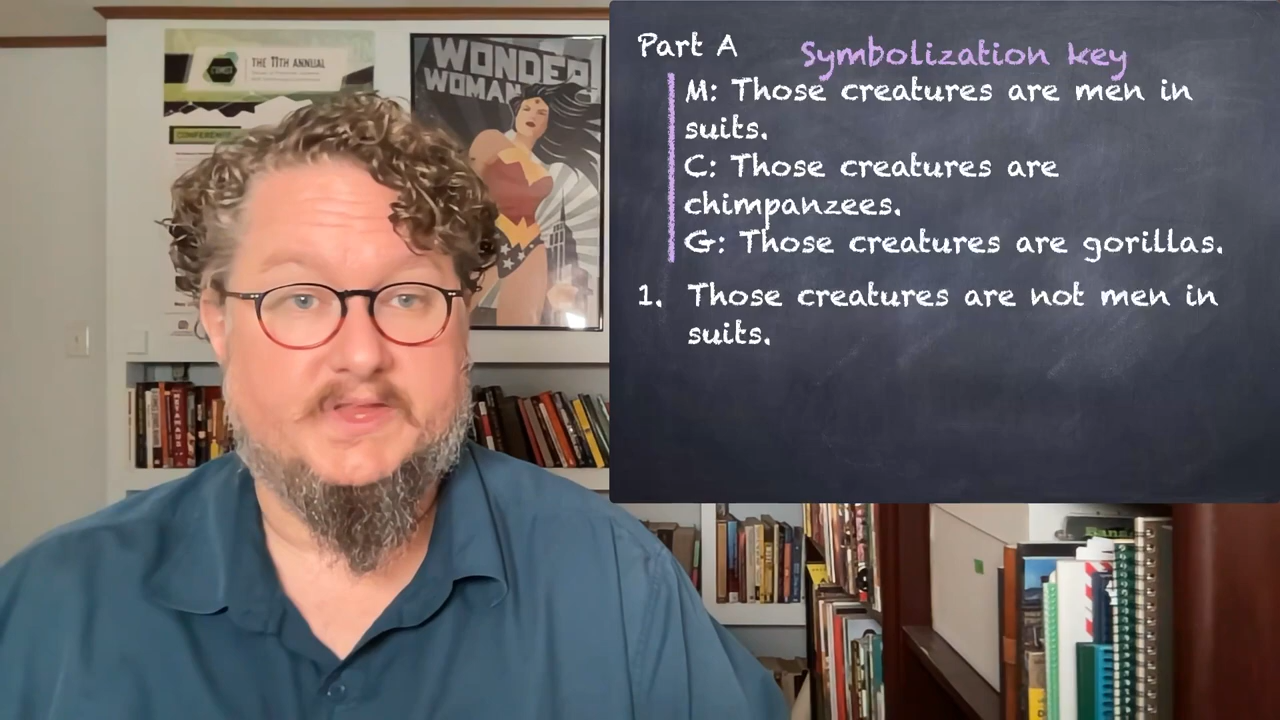 THE 11TH ANNUAL
CONFERENCE
WONDER
WOMAN
Part A
Symbolization key
M: Those creatures are men in
suits.
C: Those creatures are
chimpanzees.
G: Those creatures are gorillas.
1. Those creatures are not men in
suits.